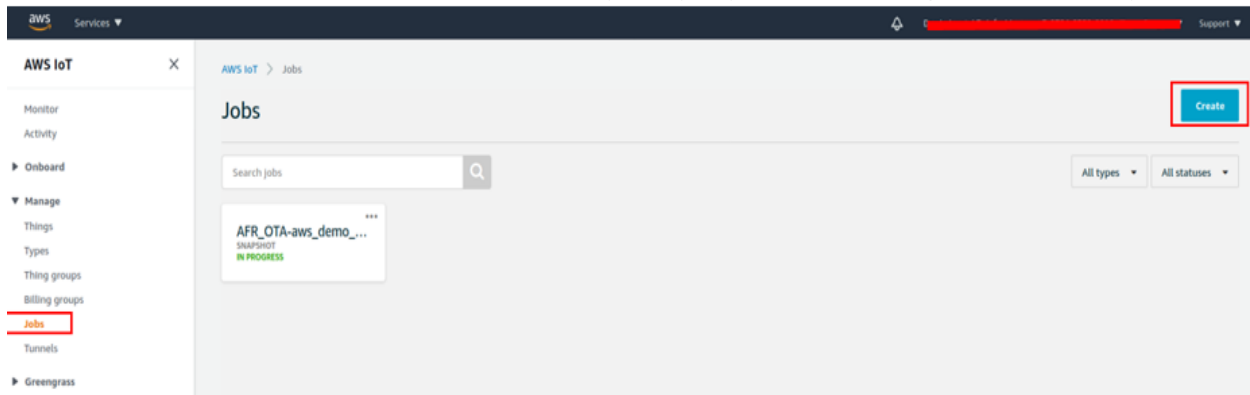 aws Services ▼ Support ▼
AWS IoT X
AWS IoT > Jobs
Monitor
Activity
Onboard
Manage
Things
Types
Thing groups
Billing groups
Jobs
Tunnels
Greengrass
Jobs
Create
Search jobs
All types
All statuses
AFR_OTA-aws_demo_...
SNAPSHOT
IN PROGRESS